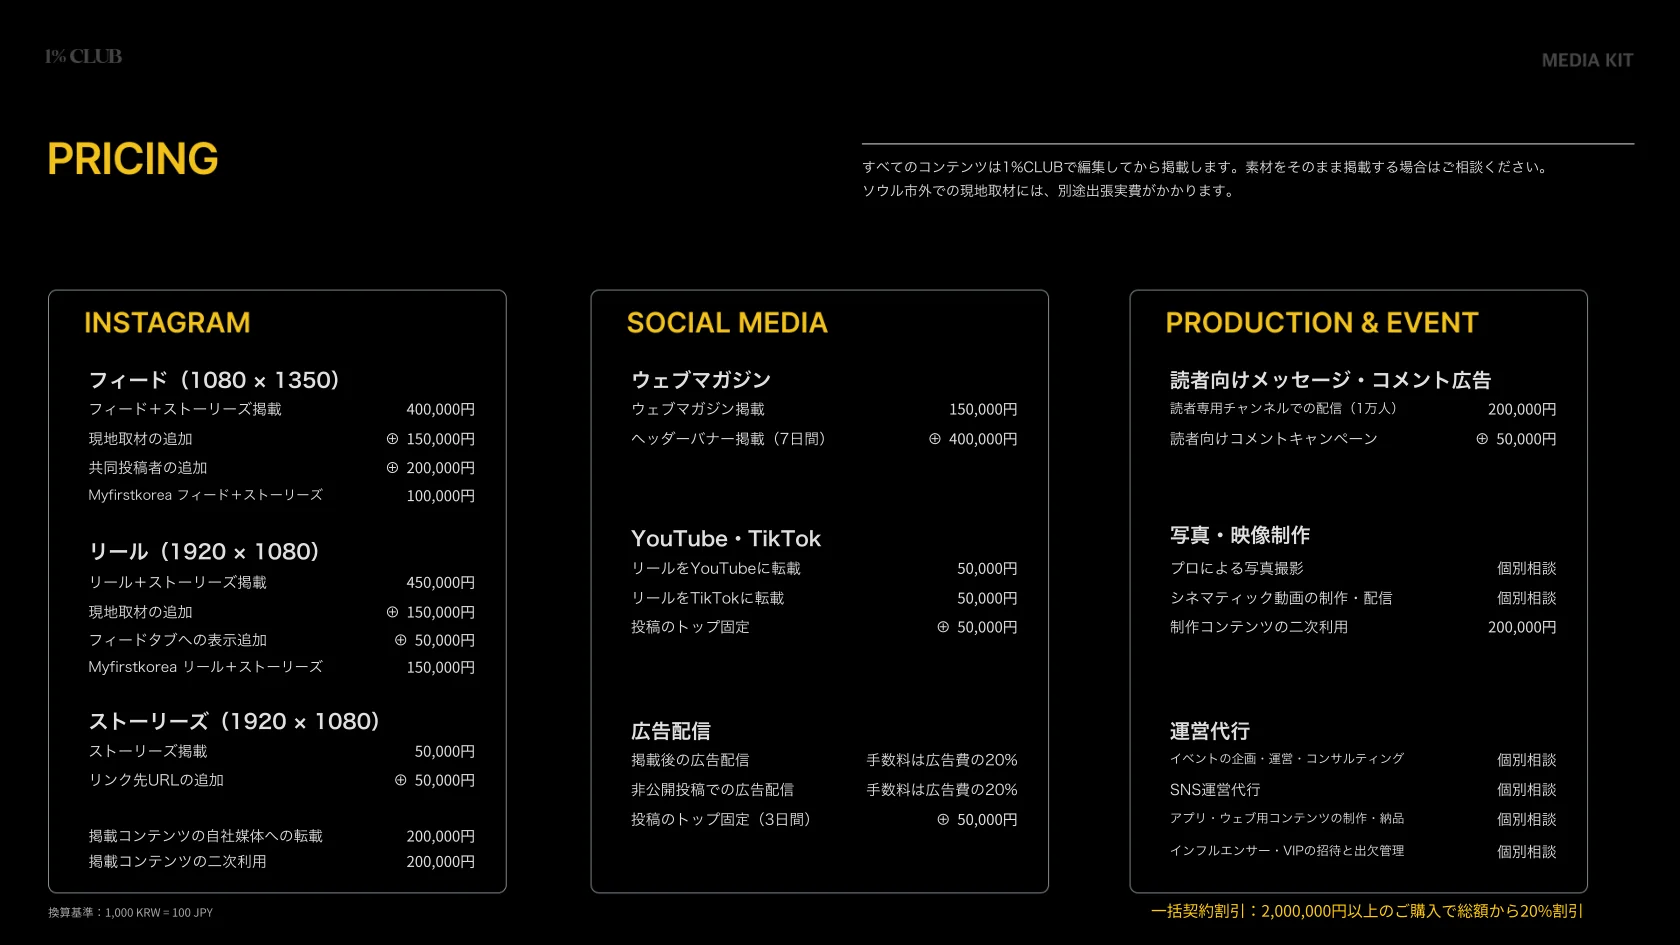 1% CLUB
MEDIA KIT
PRICING
すべてのコンテンツは1%CLUBで編集してから掲載します。素材をそのまま掲載する場合はご相談ください。
ソウル市外での現地取材には、別途出張実費がかかります。
INSTAGRAM
フィード（1080 × 1350）
フィード＋ストーリーズ掲載 400,000円
現地取材の追加 ⊕ 150,000円
共同投稿者の追加 ⊕ 200,000円
Myfirstkorea フィード＋ストーリーズ 100,000円
リール（1920 × 1080）
リール＋ストーリーズ掲載 450,000円
現地取材の追加 ⊕ 150,000円
フィードタブへの表示追加 ⊕ 50,000円
Myfirstkorea リール＋ストーリーズ 150,000円
ストーリーズ（1920 × 1080）
ストーリーズ掲載 50,000円
リンク先URLの追加 ⊕ 50,000円
掲載コンテンツの自社媒体への転載 200,000円
掲載コンテンツの二次利用 200,000円
SOCIAL MEDIA
ウェブマガジン
ウェブマガジン掲載 150,000円
ヘッダーバナー掲載（7日間） ⊕ 400,000円
YouTube・TikTok
リールをYouTubeに転載 50,000円
リールをTikTokに転載 50,000円
投稿のトップ固定 ⊕ 50,000円
広告配信
掲載後の広告配信 手数料は広告費の20%
非公開投稿での広告配信 手数料は広告費の20%
投稿のトップ固定（3日間） ⊕ 50,000円
PRODUCTION & EVENT
読者向けメッセージ・コメント広告
読者専用チャンネルでの配信（1万人） 200,000円
読者向けコメントキャンペーン ⊕ 50,000円
写真・映像制作
プロによる写真撮影 個別相談
シネマティック動画の制作・配信 個別相談
制作コンテンツの二次利用 200,000円
運営代行
イベントの企画・運営・コンサルティング 個別相談
SNS運営代行 個別相談
アプリ・ウェブ用コンテンツの制作・納品 個別相談
インフルエンサー・VIPの招待と出欠管理 個別相談
換算基準：1,000 KRW = 100 JPY
一括契約割引：2,000,000円以上のご購入で総額から20%割引